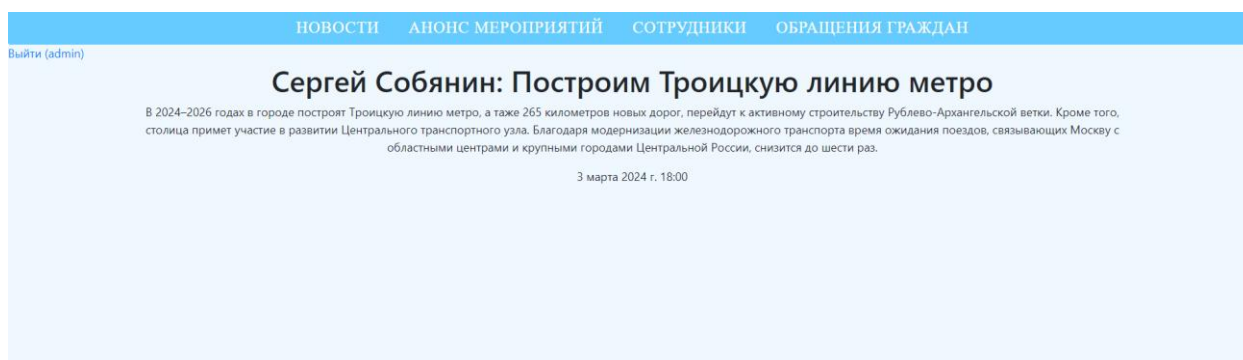 НОВОСТИ АНОНС МЕРОПРИЯТИЙ СОТРУДНИКИ ОБРАЩЕНИЯ ГРАЖДАН
Выйти (admin)
Сергей Собянин: Построим Троицкую линию метро
В 2024–2026 годах в городе построят Троицкую линию метро, а таже 265 километров новых дорог, перейдут к активному строительству Рублево-Архангельской ветки. Кроме того,
столица примет участие в развитии Центрального транспортного узла. Благодаря модернизации железнодорожного транспорта время ожидания поездов, связывающих Москву с
областными центрами и крупными городами Центральной России, снизится до шести раз.
3 марта 2024 г. 18:00